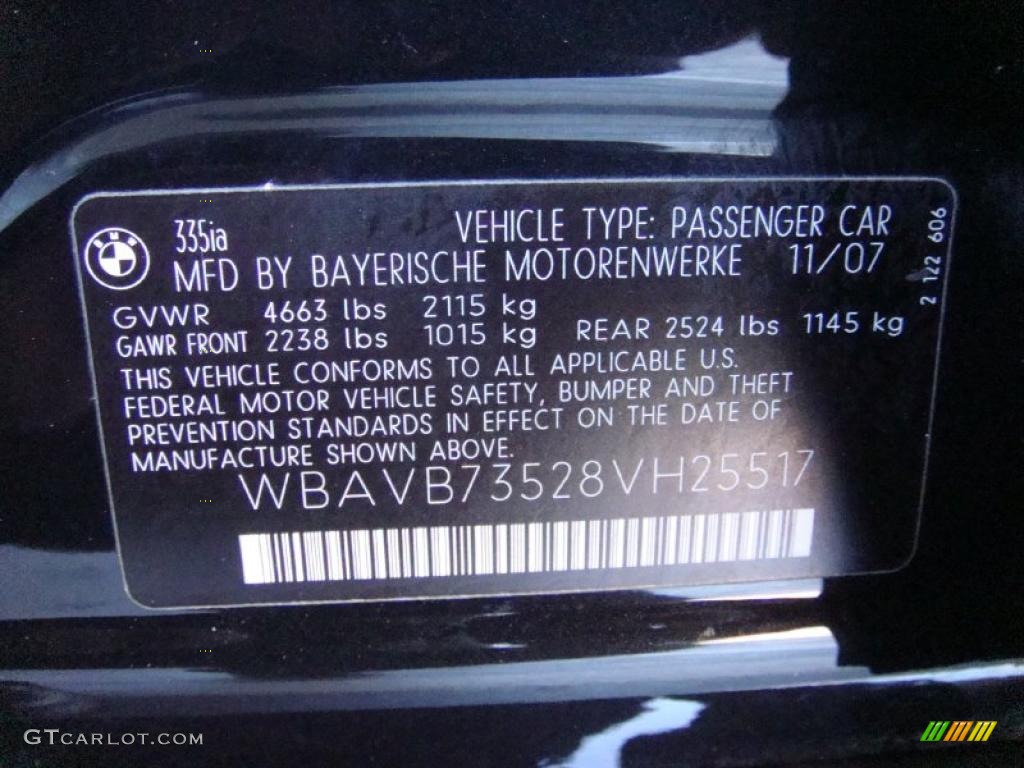 BMW
335ia
VEHICLE TYPE: PASSENGER CAR
MFD BY BAYERISCHE MOTORENWERKE 11/07
GVWR 4663 lbs 2115 kg
GAWR FRONT 2238 lbs 1015 kg REAR 2524 lbs 1145 kg
THIS VEHICLE CONFORMS TO ALL APPLICABLE U.S.
FEDERAL MOTOR VEHICLE SAFETY, BUMPER AND THEFT
PREVENTION STANDARDS IN EFFECT ON THE DATE OF
MANUFACTURE SHOWN ABOVE.
WBAVB73528VH25517
2 122 606
GTCARLOT.COM